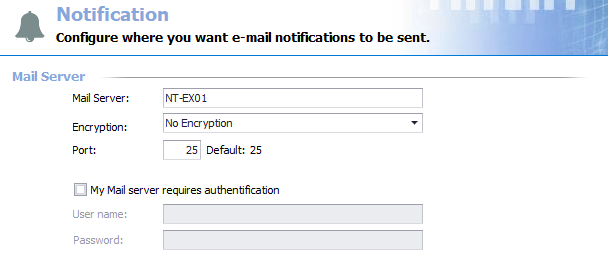 Notification
Configure where you want e-mail notifications to be sent.
Mail Server
Mail Server: NT-EX01
Encryption: No Encryption
Port: 25 Default: 25
My Mail server requires authentication
User name:
Password: